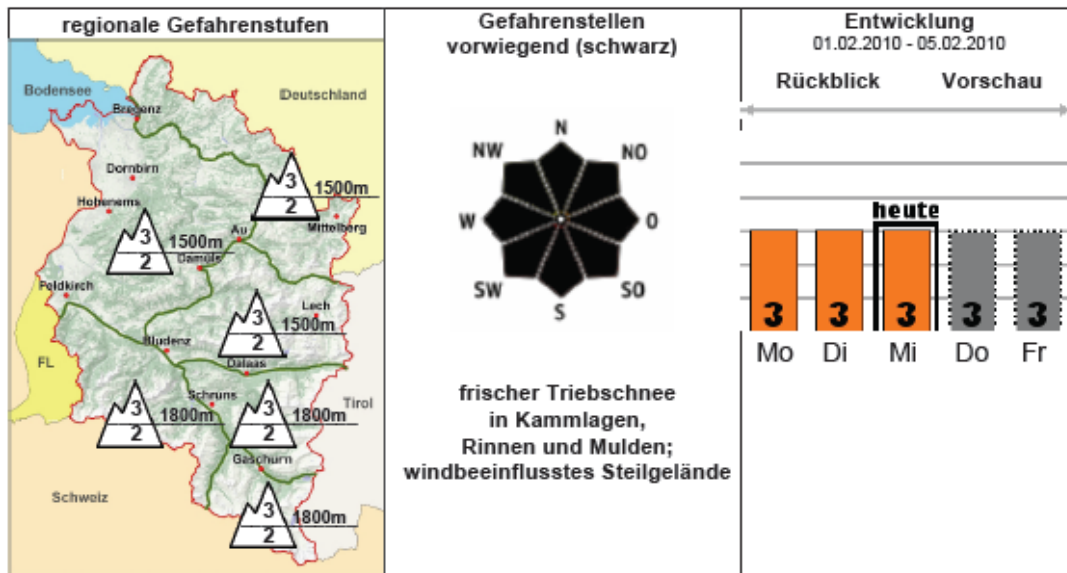 regionale Gefahrenstufen
Bodensee
Deutschland
Bregenz
Dornbirn
3
2
1500m
Hohenems
Mittelberg
3
2
1500m
Au
Damüls
Feldkirch
Lech
3
2
1500m
Bludenz
FL
Dalaas
Schruns
Tirol
3
2
1800m
3
2
1800m
Gaschurn
Schweiz
3
2
1800m
Gefahrenstellen
vorwiegend (schwarz)
N
NW
NO
W
O
SW
SO
S
frischer Triebschnee
in Kammlagen,
Rinnen und Mulden;
windbeeinflusstes Steilgelände
Entwicklung
01.02.2010 - 05.02.2010
Rückblick Vorschau
heute
3 3 3 3 3
Mo Di Mi Do Fr